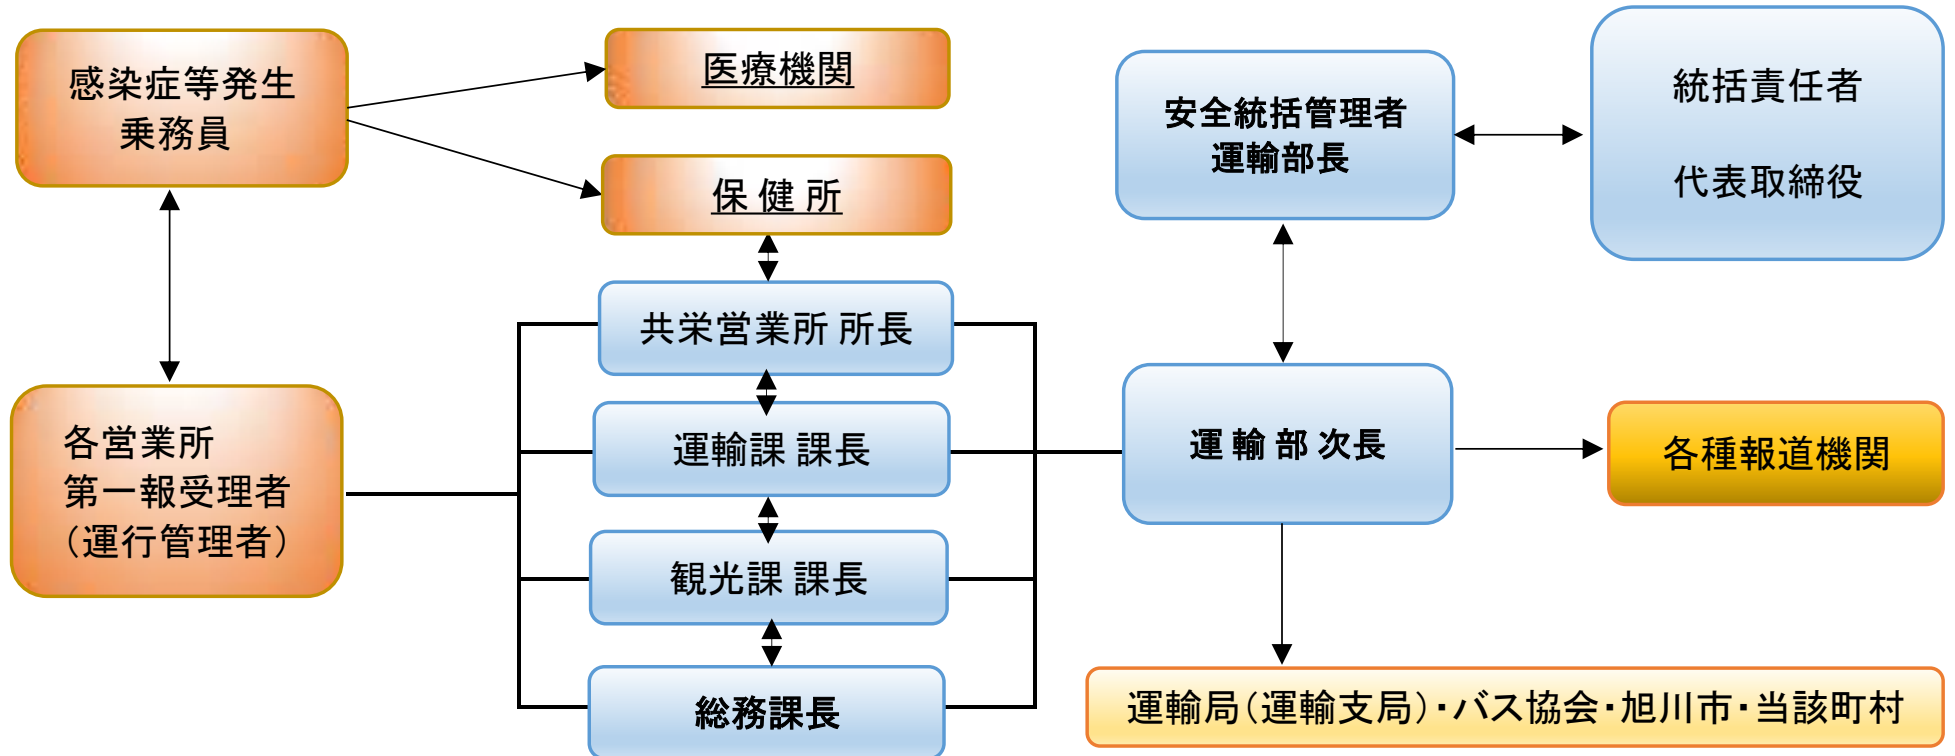 感染症等発生
乗務員
医療機関
保 健 所
安全統括管理者
運輸部長
統括責任者
代表取締役
共栄営業所 所長
運輸課 課長
観光課 課長
総務課長
各営業所
第一報受理者
（運行管理者）
運 輸 部 次長
各種報道機関
運輸局（運輸支局）・バス協会・旭川市・当該町村